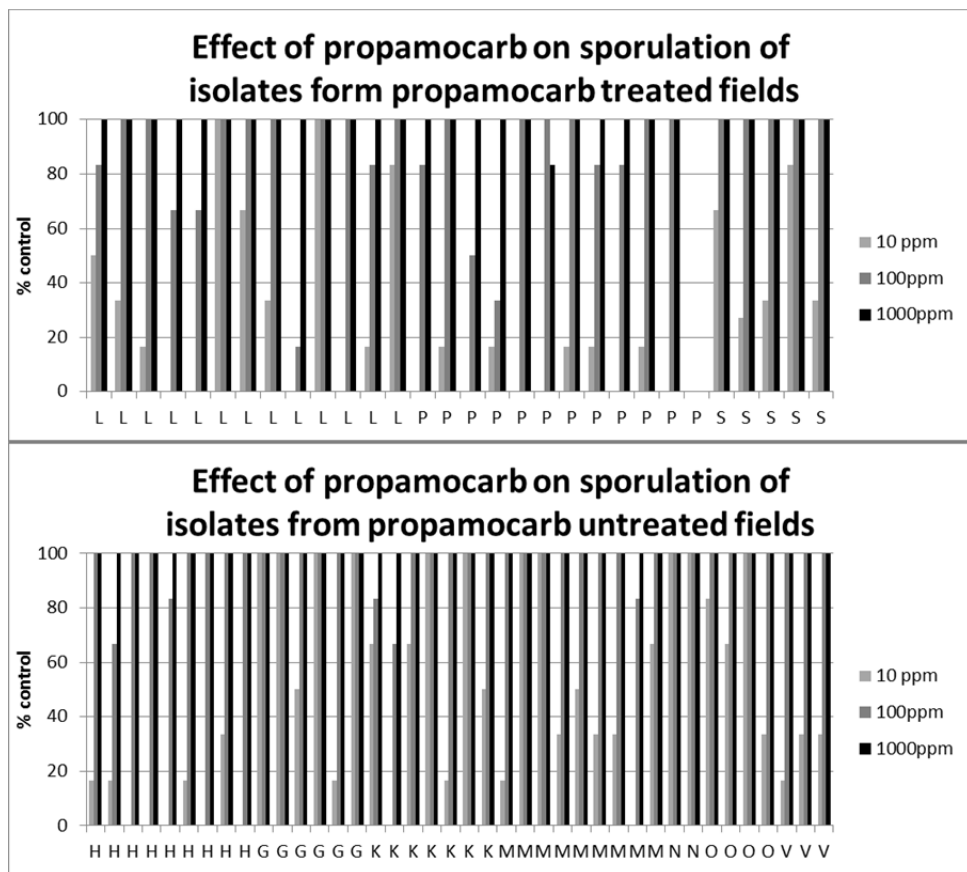 Effect of propamocarb on sporulation of
isolates form propamocarb treated fields
% control
100
80
60
40
20
0
L L L L L L L L L L L L L P P P P P P P P P P P P S S S S S
10 ppm
100ppm
1000ppm
Effect of propamocarb on sporulation of
isolates from propamocarb untreated fields
% control
100
80
60
40
20
0
H H H H H H H H H G G G G G G K K K K K K K M M M M M M M M M N N O O O O V V V
10 ppm
100ppm
1000ppm